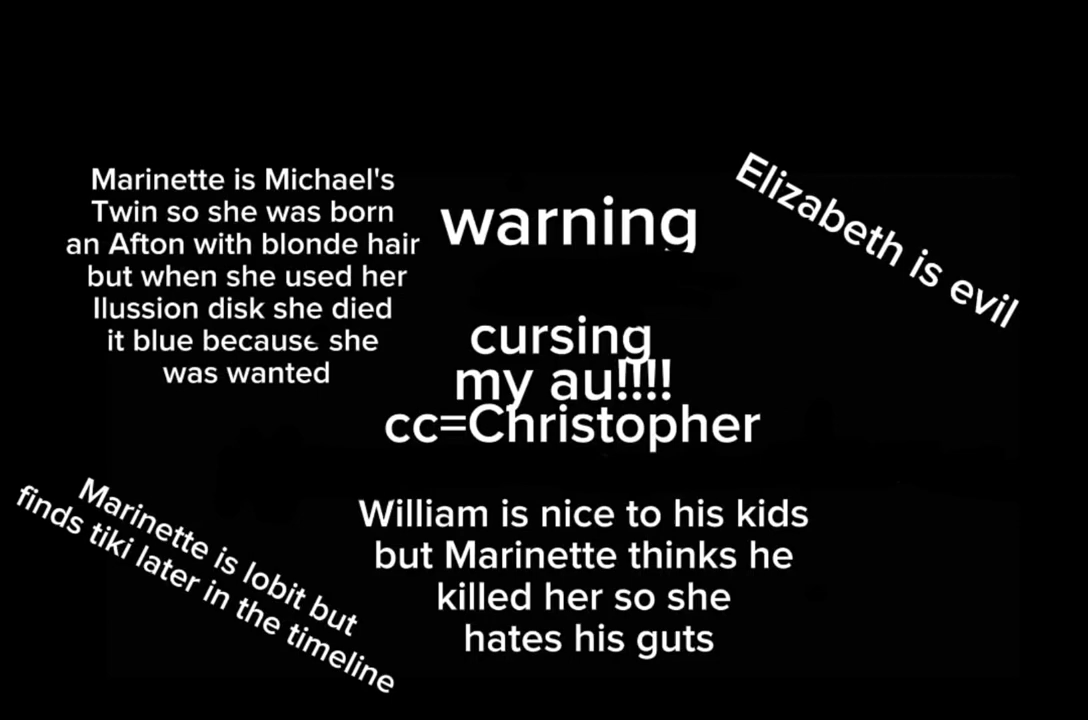 Marinette is Michael's
Twin so she was born
an Afton with blonde hair
but when she used her
Ilussion disk she died
it blue because she
was wanted
warning
cursing
my au!!!!
cc=Christopher
Elizabeth is evil
Marinette is lobit but
finds tiki later in the timeline
William is nice to his kids
but Marinette thinks he
killed her so she
hates his guts